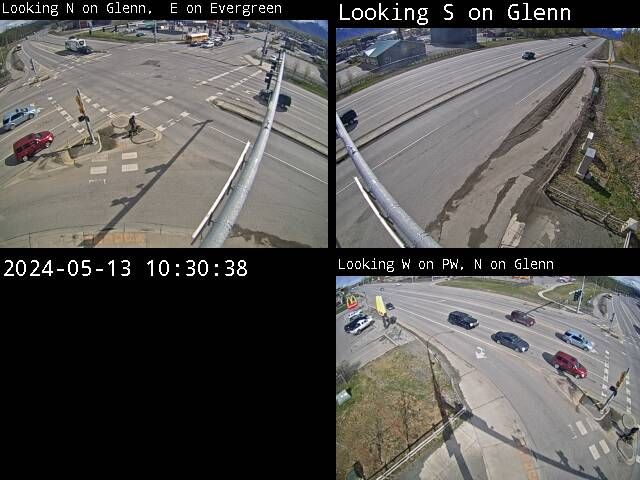 Looking N on Glenn, E on Evergreen
Looking S on Glenn
2024-05-13 10:30:38
Looking W on PW, N on Glenn